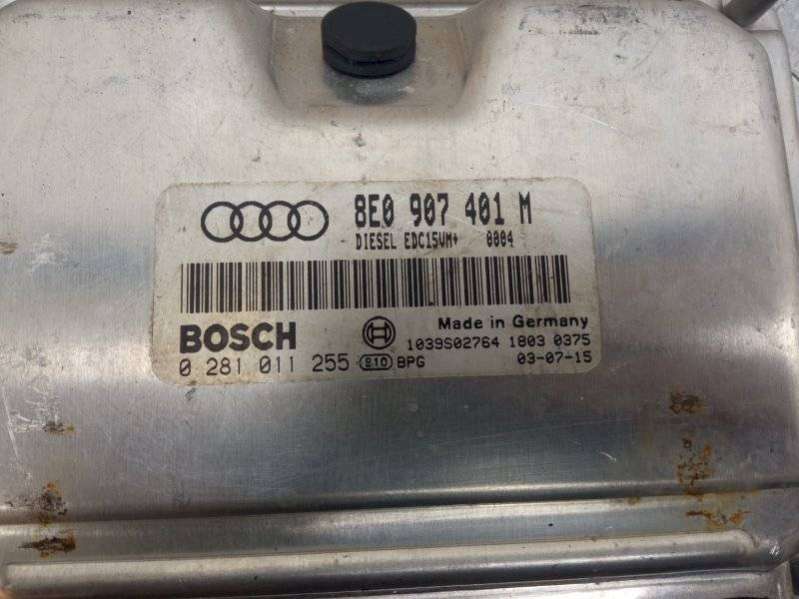 8E0 907 401 M
DIESEL EDC15VM+ 0004
BOSCH
Made in Germany
1039S02764 1803 0375
0 281 011 255 S10 BPG 03-07-15